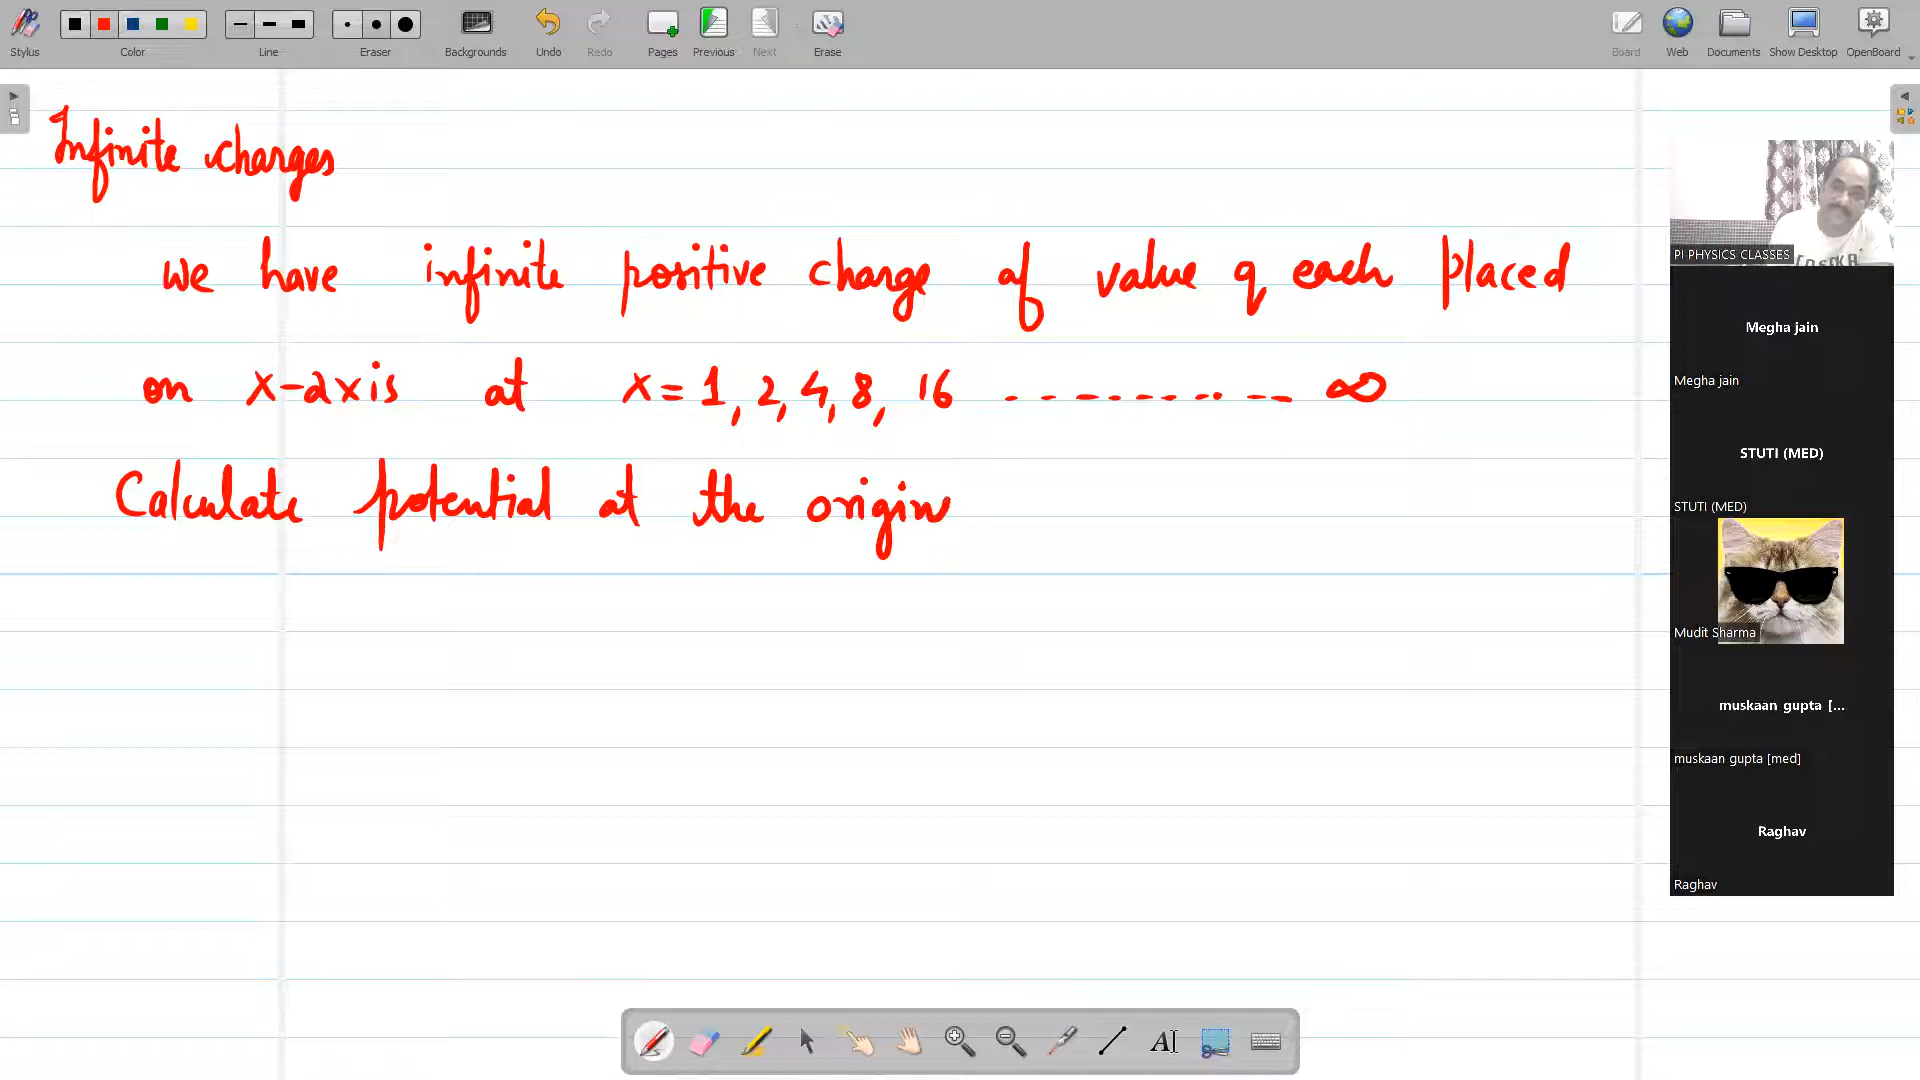 Stylus
Color
Line
Eraser
Backgrounds
Undo
Redo
Pages
Previous
Next
Erase
Board
Web
Documents
Show Desktop
OpenBoard
Infinite charges
we have infinite positive charge of value q each placed
on x-axis at x = 1, 2, 4, 8, 16 ------------ ∞
Calculate potential at the origin
PI PHYSICS CLASSES
Megha jain
Megha jain
STUTI (MED)
STUTI (MED)
Mudit Sharma
muskaan gupta [...
muskaan gupta [med]
Raghav
Raghav